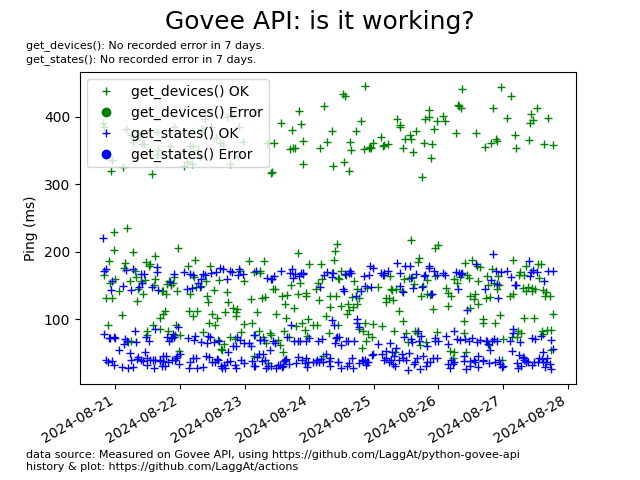 Govee API: is it working?
get_devices(): No recorded error in 7 days.
get_states(): No recorded error in 7 days.
get_devices() OK
get_devices() Error
get_states() OK
get_states() Error
Ping (ms)
400
300
200
100
2024-08-21
2024-08-22
2024-08-23
2024-08-24
2024-08-25
2024-08-26
2024-08-27
2024-08-28
data source: Measured on Govee API, using https://github.com/LaggAt/python-govee-api
history & plot: https://github.com/LaggAt/actions